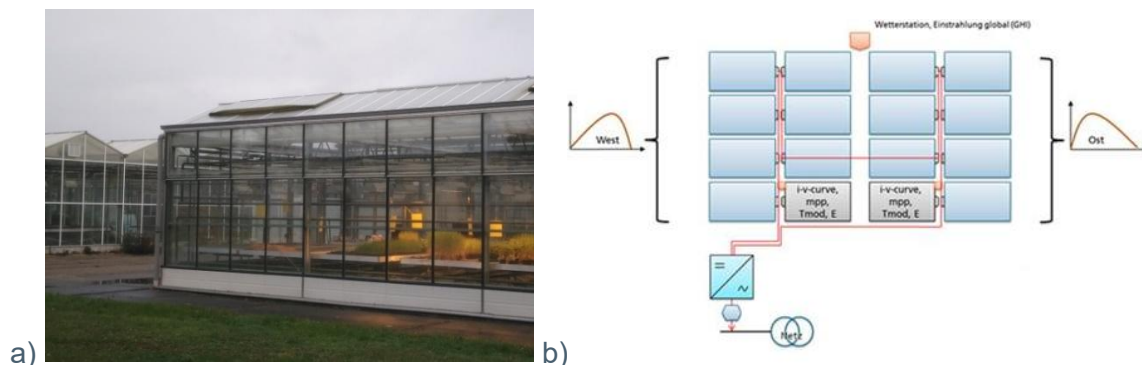 Wetterstation, Einstrahlung global (GHI)
West
Ost
i-v-curve,
mpp,
Tmod, E
i-v-curve,
mpp,
Tmod, E
Netz
a)
b)